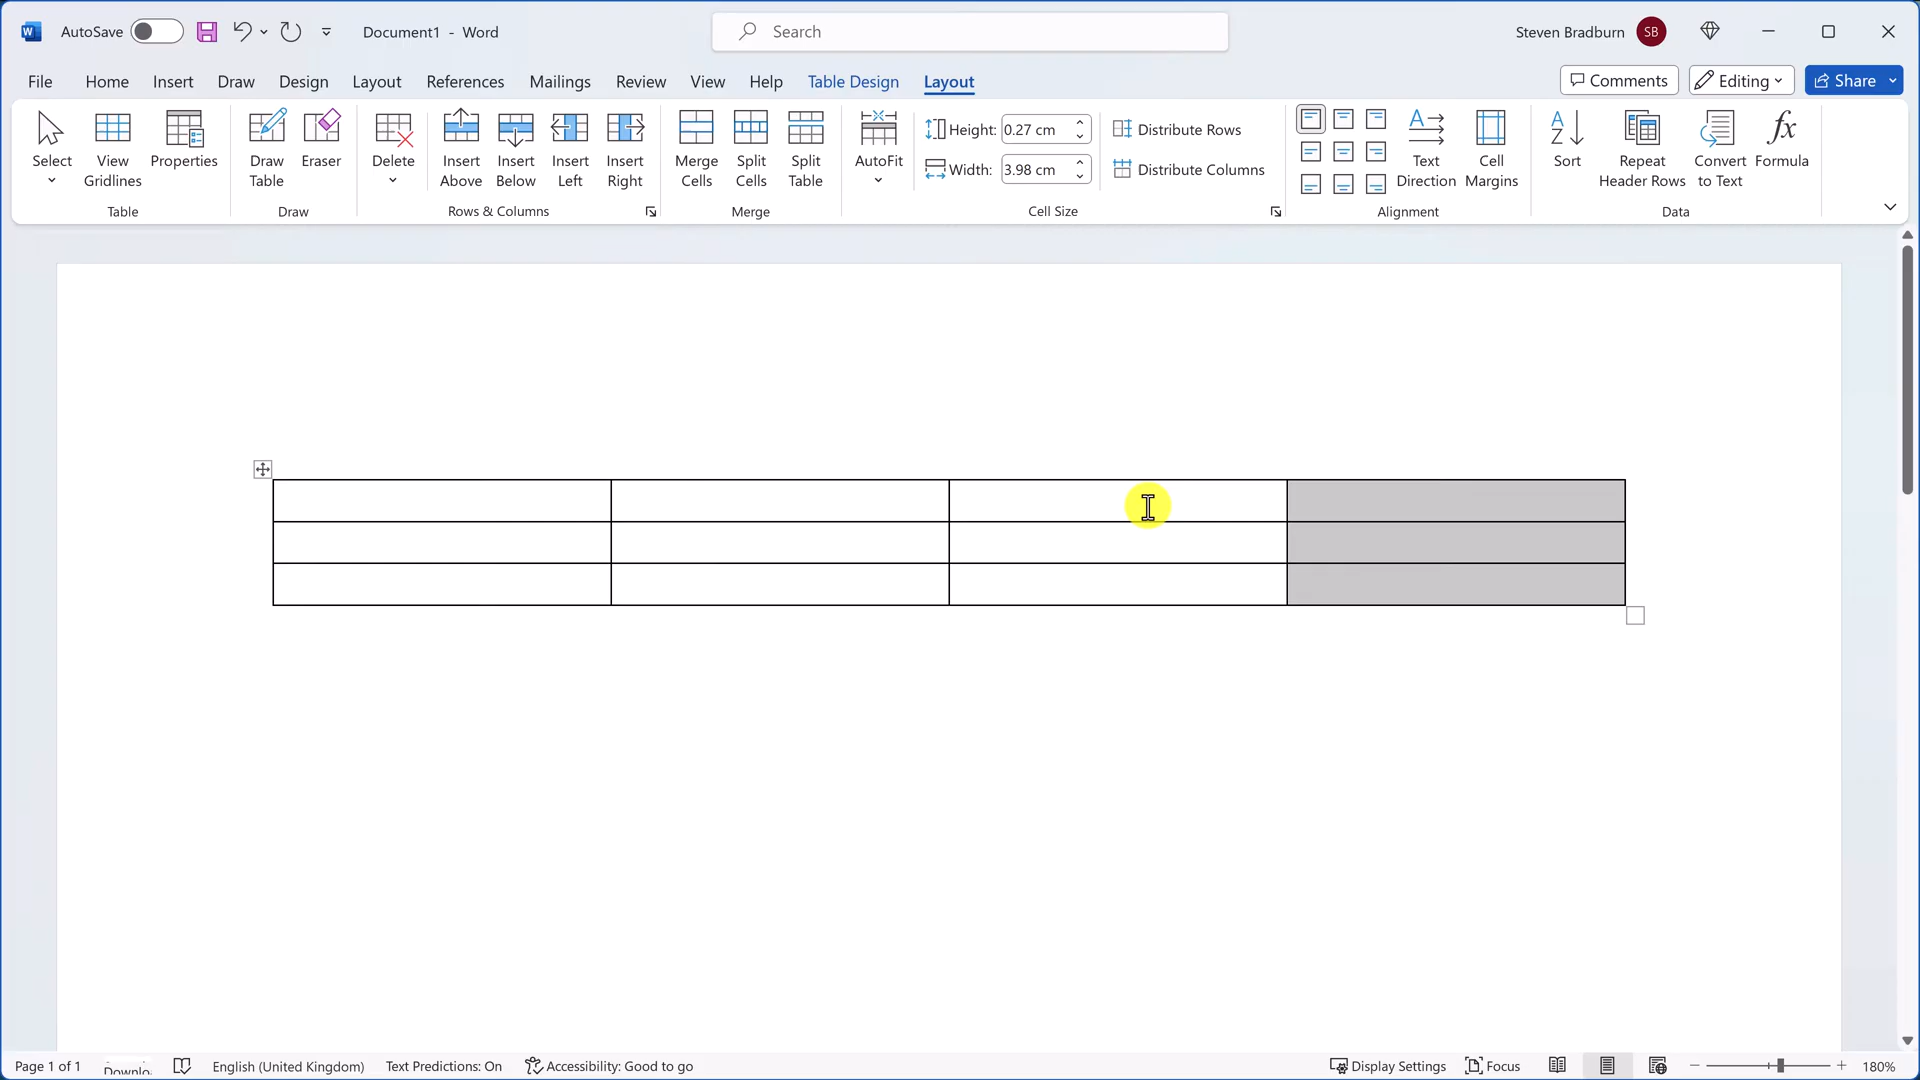 W AutoSave Document1 - Word Search Steven Bradburn SB
File Home Insert Draw Design Layout References Mailings Review View Help Table Design Layout Comments Editing Share
Select
View
Gridlines
Properties
Draw
Table
Eraser
Delete
Insert
Above
Insert
Below
Insert
Left
Insert
Right
Merge
Cells
Split
Cells
Split
Table
AutoFit
Height: 0.27 cm
Width: 3.98 cm
Distribute Rows
Distribute Columns
Text
Direction
Cell
Margins
Sort
Repeat
Header Rows
Convert
to Text
Formula
Table Draw Rows & Columns Merge Cell Size Alignment Data
Page 1 of 1 English (United Kingdom) Text Predictions: On Accessibility: Good to go Display Settings Focus 180%